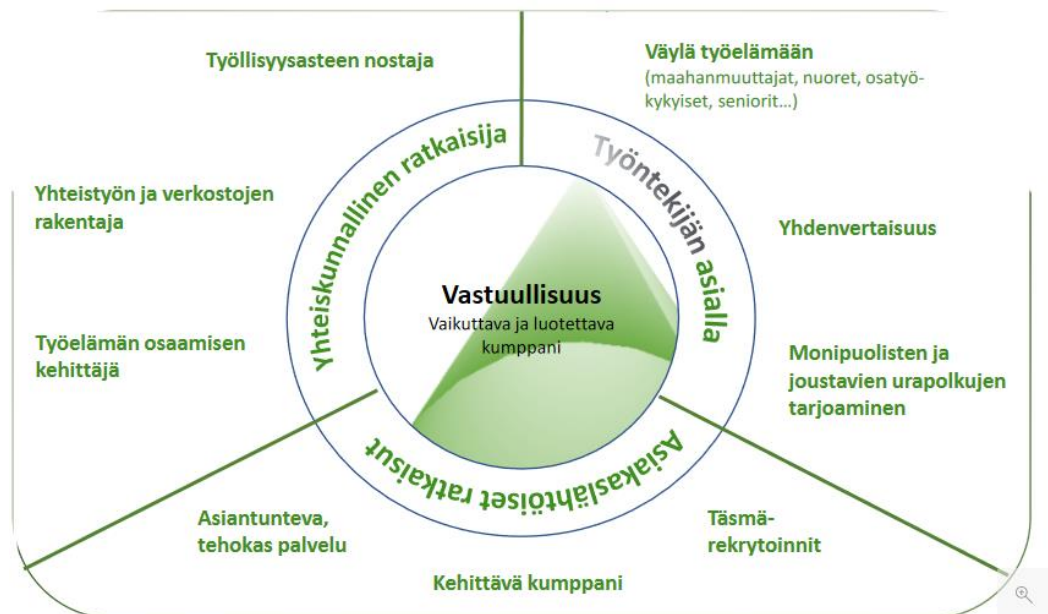 Työllisyysasteen nostaja
Väylä työelämään
(maahanmuuttajat, nuoret, osatyö-
kykyiset, seniorit...)
Yhteiskunnallinen ratkaisija
Työntekijän asialla
Yhteistyön ja verkostojen
rakentaja
Yhdenvertaisuus
Vastuullisuus
Vaikuttava ja luotettava
kumppani
Työelämän osaamisen
kehittäjä
Monipuolisten ja
joustavien urapolkujen
tarjoaminen
Asiakaslähtöiset ratkaisut
Asiantunteva,
tehokas palvelu
Täsmä-
rekrytoinnit
Kehittävä kumppani